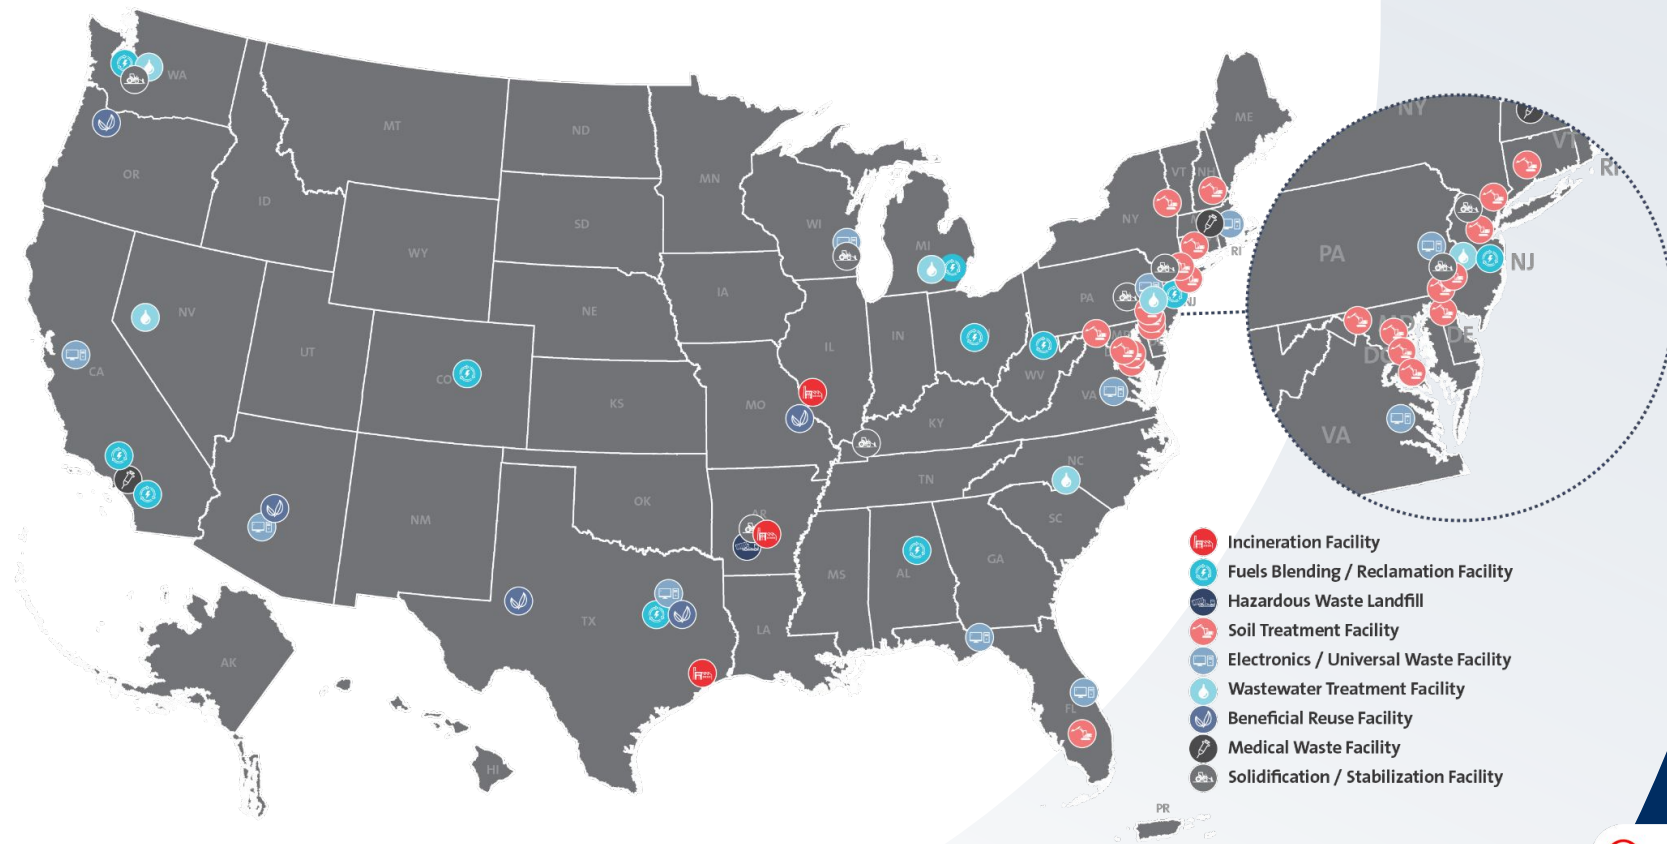 WA
MT
ND
ME
MN
OR
VT
NH
SD
ID
WI
NY
MI
RI
WY
IA
PA
NJ
NE
NV
IL
IN
UT
CO
WV
CA
VA
KS
MO
KY
NC
TN
OK
AR
NM
SC
MS
AL
GA
TX
LA
AK
FL
HI
PR
NY
VT
RI
PA
NJ
MD
DE
DC
VA
Incineration Facility
Fuels Blending / Reclamation Facility
Hazardous Waste Landfill
Soil Treatment Facility
Electronics / Universal Waste Facility
Wastewater Treatment Facility
Beneficial Reuse Facility
Medical Waste Facility
Solidification / Stabilization Facility